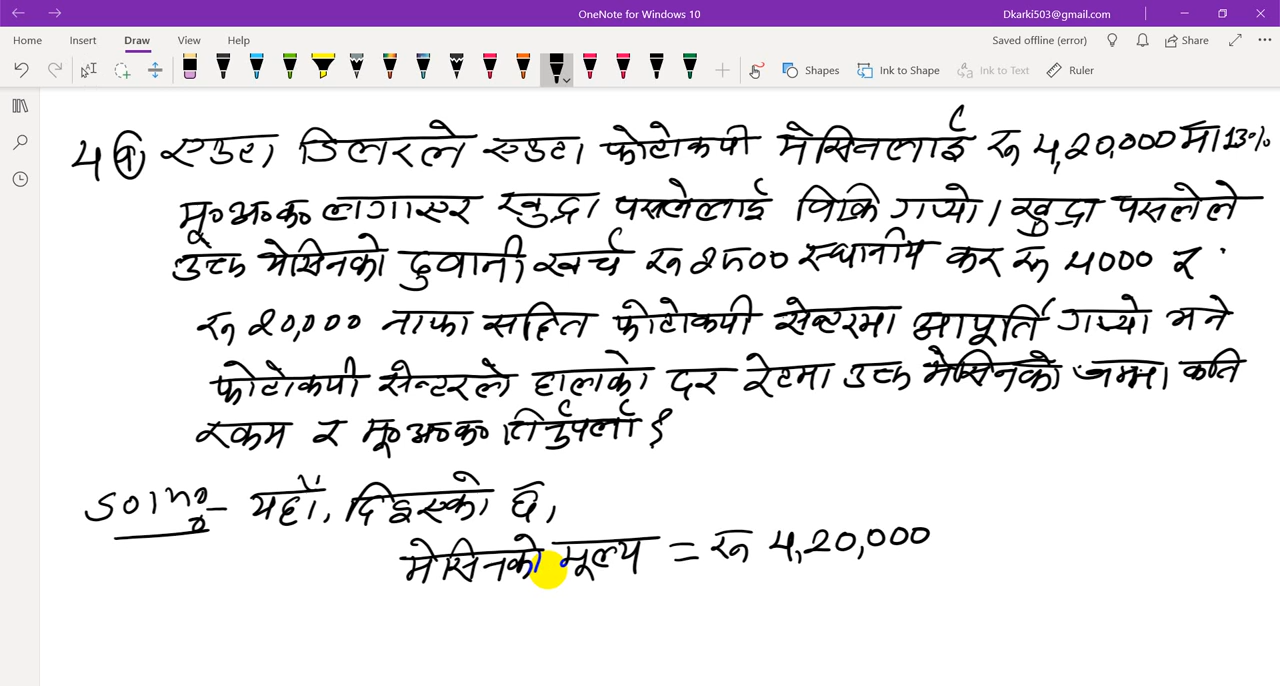 OneNote for Windows 10
Dkarki503@gmail.com
Home Insert Draw View Help
Saved offline (error) Share
Shapes Ink to Shape Ink to Text Ruler
4 एउटा डिलरले एउटा फोटोकपी मेसिनलाई रू 4,20,000 मा 13%
मू॰अ॰क॰ लगाएर खुद्रा पसलेलाई बिक्रि गर्‍यो। खुद्रा पसलेले
उक्त मेसिनको ढुवानी खर्च रू 2500 स्थानीय कर रू 4000 र
रू 20,000 नाफा सहित फोटोकपी सेन्टरमा आपूर्ति गर्‍यो भने
फोटोकपी सेन्टरले हालको दर रेटमा उक्त मेसिनको जम्मा कति
रकम र मू॰अ॰क॰ तिर्नुपर्ला ?
Solno- यहाँ, दिइएको छ,
मेसिनको मूल्य = रू 4,20,000